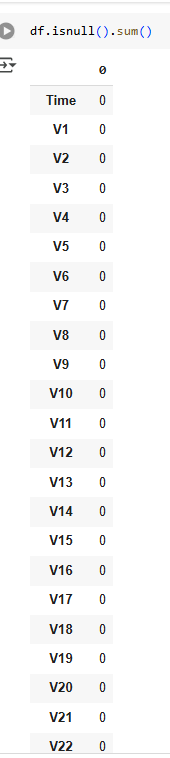 df.isnull().sum()
0
Time 0
V1 0
V2 0
V3 0
V4 0
V5 0
V6 0
V7 0
V8 0
V9 0
V10 0
V11 0
V12 0
V13 0
V14 0
V15 0
V16 0
V17 0
V18 0
V19 0
V20 0
V21 0
V22 0